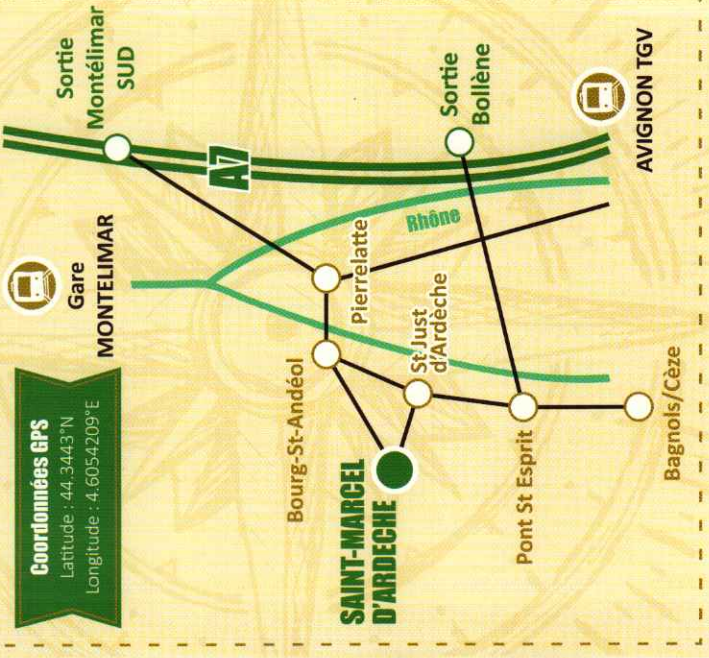 Coordonnées GPS
Latitude : 44.3443°N
Longitude : 4.6054209°E
Gare
MONTELIMAR
Sortie
Montélimar
SUD
A7
Bourg-St-Andéol
Pierrelatte
Rhône
St Just
d'Ardèche
SAINT-MARCEL
D'ARDECHE
Sortie
Bollène
Pont St Esprit
AVIGNON TGV
Bagnols/Cèze